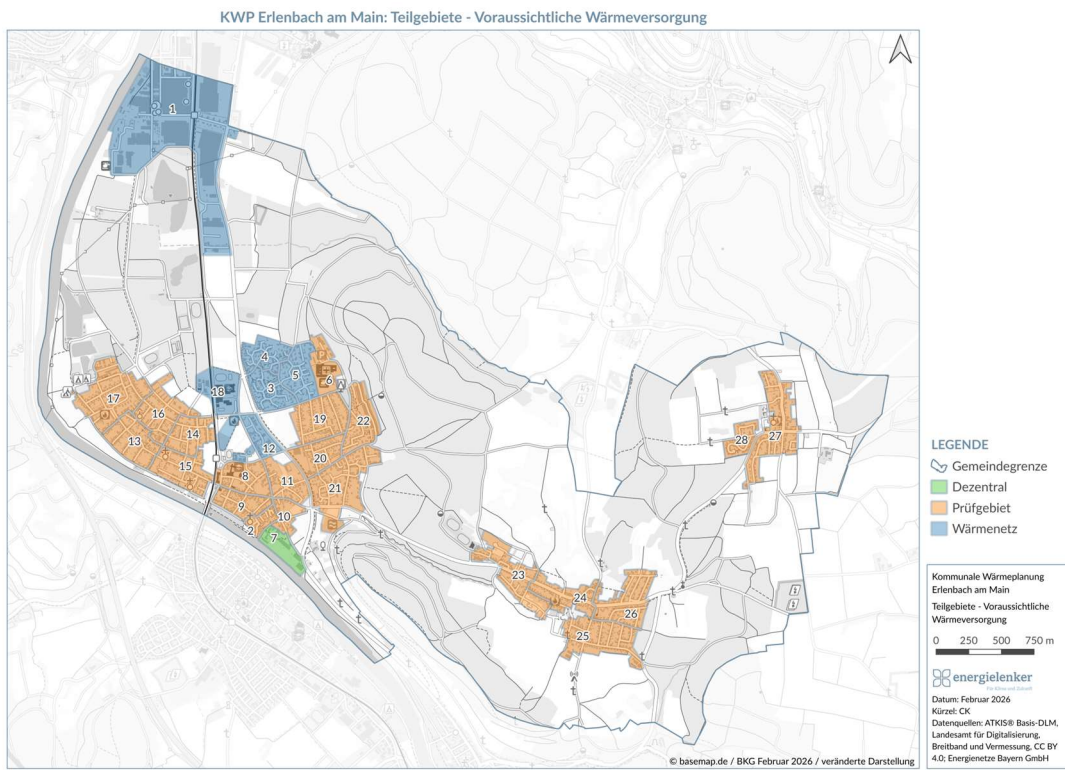 KWP Erlenbach am Main: Teilgebiete - Voraussichtliche Wärmeversorgung
1
4
5
6
3
18
17
16
19
22
14
13
12
28
27
20
15
8
11
21
9
10
2
7
23
24
26
25
LEGENDE
Gemeindegrenze
Dezentral
Prüfgebiet
Wärmenetz
Kommunale Wärmeplanung
Erlenbach am Main
Teilgebiete - Voraussichtliche
Wärmeversorgung
0 250 500 750 m
energielenker
Für Klima und Zukunft
Datum: Februar 2026
Kürzel: CK
Datenquellen: ATKIS® Basis-DLM,
Landesamt für Digitalisierung,
Breitband und Vermessung, CC BY
4.0; Energienetze Bayern GmbH
© basemap.de / BKG Februar 2026 / veränderte Darstellung